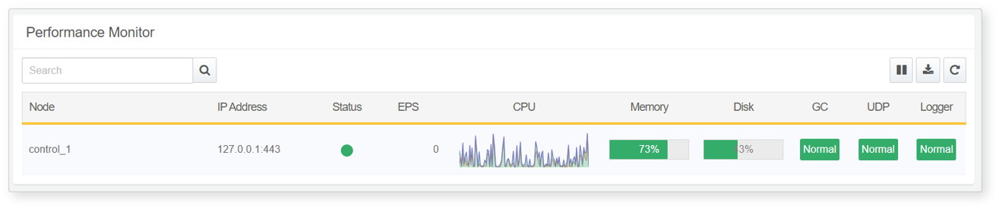 Performance Monitor
Search
Node IP Address Status EPS CPU Memory Disk GC UDP Logger
control_1 127.0.0.1:443 0 73% Normal Normal Normal